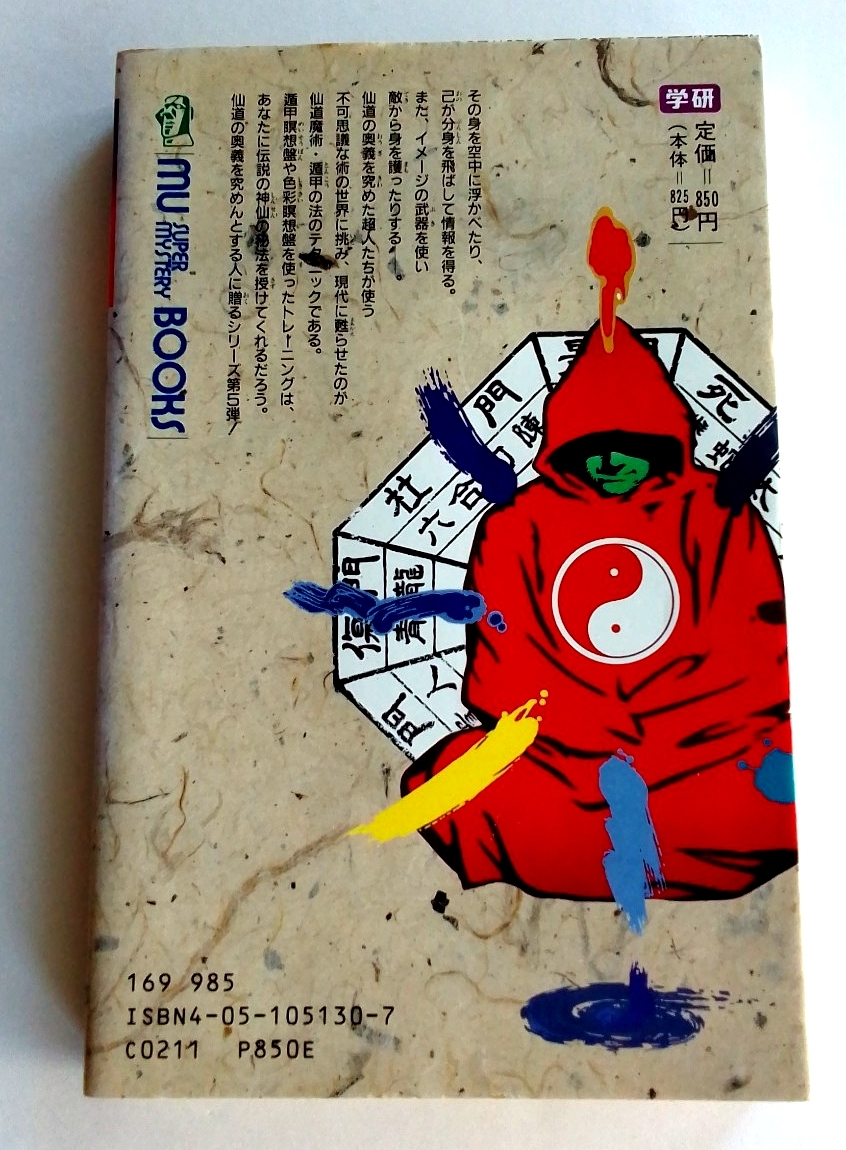 学研
定価=850円
(本体=825円)
その身を空中に浮かべたり、
己が分身を飛ばして情報を得る。
また、イメージの武器を使い
敵から身を護ったりする―。
仙道の奥義を究めた超人たちが使う
不可思議な術の世界に挑み、現代に甦らせたのが
仙道魔術・遁甲の法のテクニックである。
遁甲瞑想盤や色彩瞑想盤を使ったトレーニングは、
あなたに伝説の神仙の秘法を授けてくれるだろう。
仙道の奥義を究めんとする人に贈るシリーズ第5弾!
MU SUPER MYSTERY BOOKS
死
門
陳
杜
六合
傷門
青龍
門
169 985
ISBN4-05-105130-7
C0211 P850E